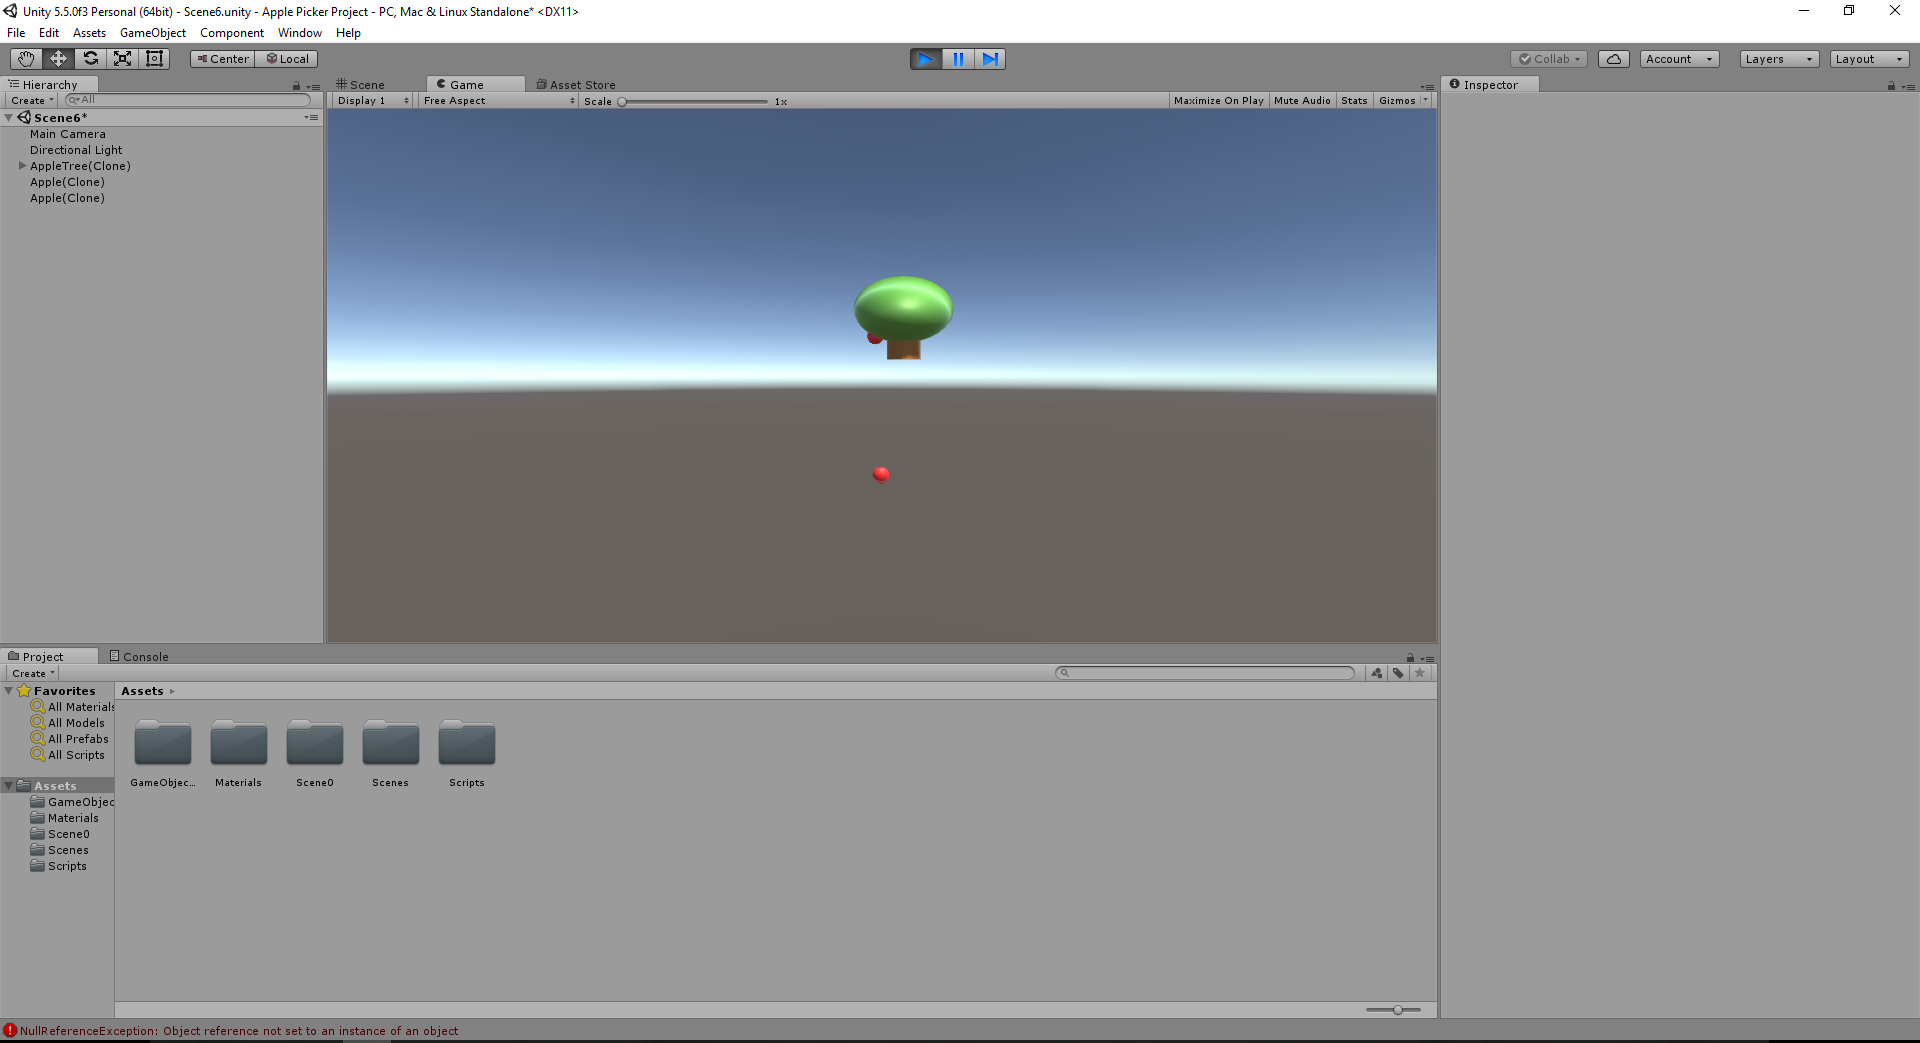 Unity 5.5.0f3 Personal (64bit) - Scene6.unity - Apple Picker Project - PC, Mac & Linux Standalone* <DX11>
File Edit Assets GameObject Component Window Help
Center Local Collab Account Layers Layout
Hierarchy
Create All
Scene6*
Main Camera
Directional Light
AppleTree(Clone)
Apple(Clone)
Apple(Clone)
Scene Game Asset Store
Display 1 Free Aspect Scale 1x Maximize On Play Mute Audio Stats Gizmos
Inspector
Project Console
Create
Favorites
All Materials
All Models
All Prefabs
All Scripts
Assets
GameObjec
Materials
Scene0
Scenes
Scripts
Assets
GameObjec... Materials Scene0 Scenes Scripts
NullReferenceException: Object reference not set to an instance of an object